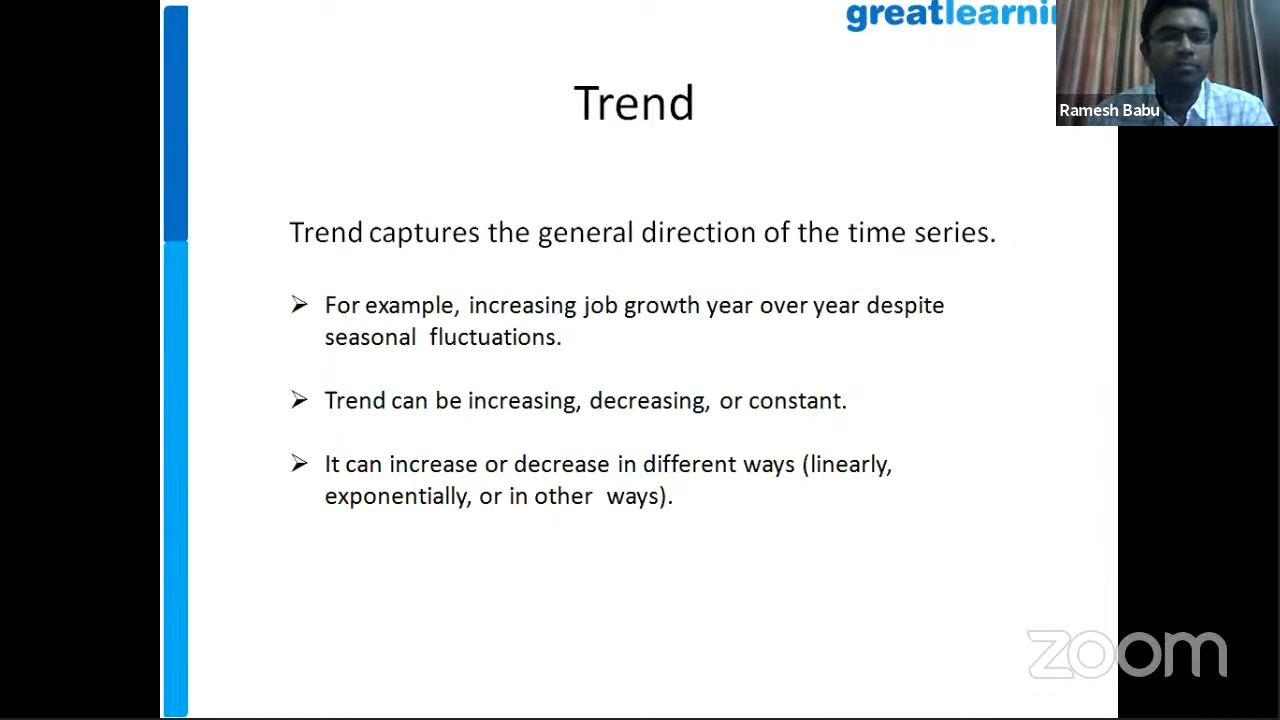 greatlearnin
Ramesh Babu
Trend
Trend captures the general direction of the time series.
➢ For example, increasing job growth year over year despite
seasonal fluctuations.
➢ Trend can be increasing, decreasing, or constant.
➢ It can increase or decrease in different ways (linearly,
exponentially, or in other ways).
zoom